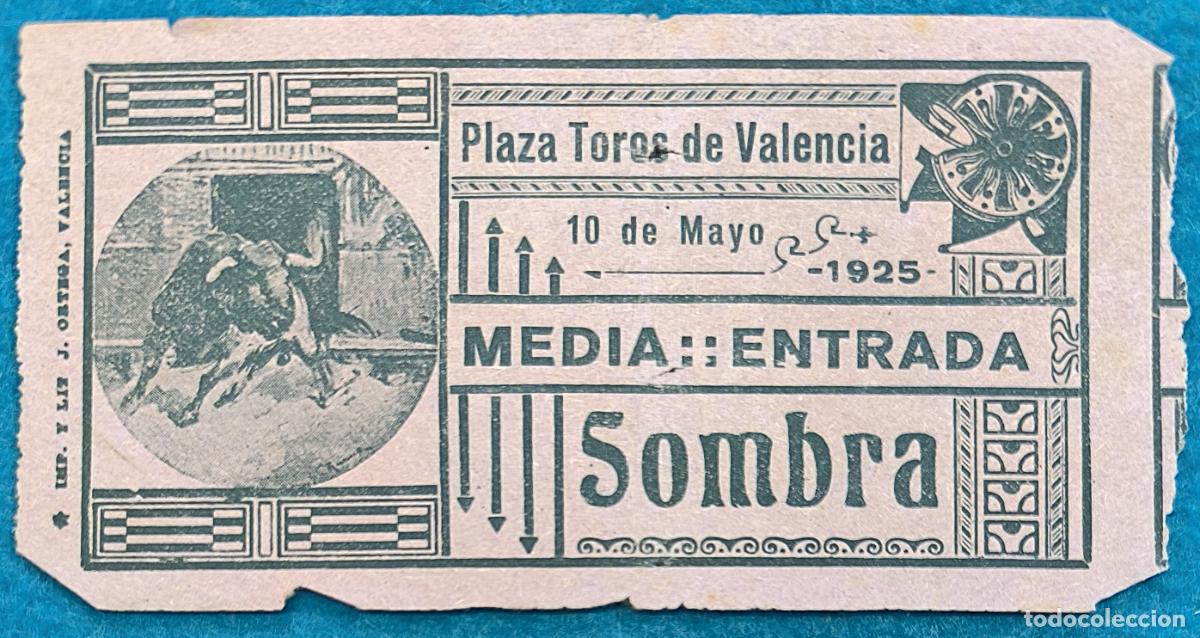 Plaza Toros de Valencia
10 de Mayo
-1925-
MEDIA::ENTRADA
Sombra
IMP. Y LIT J. ORTEGA, VALENCIA
todocoleccion